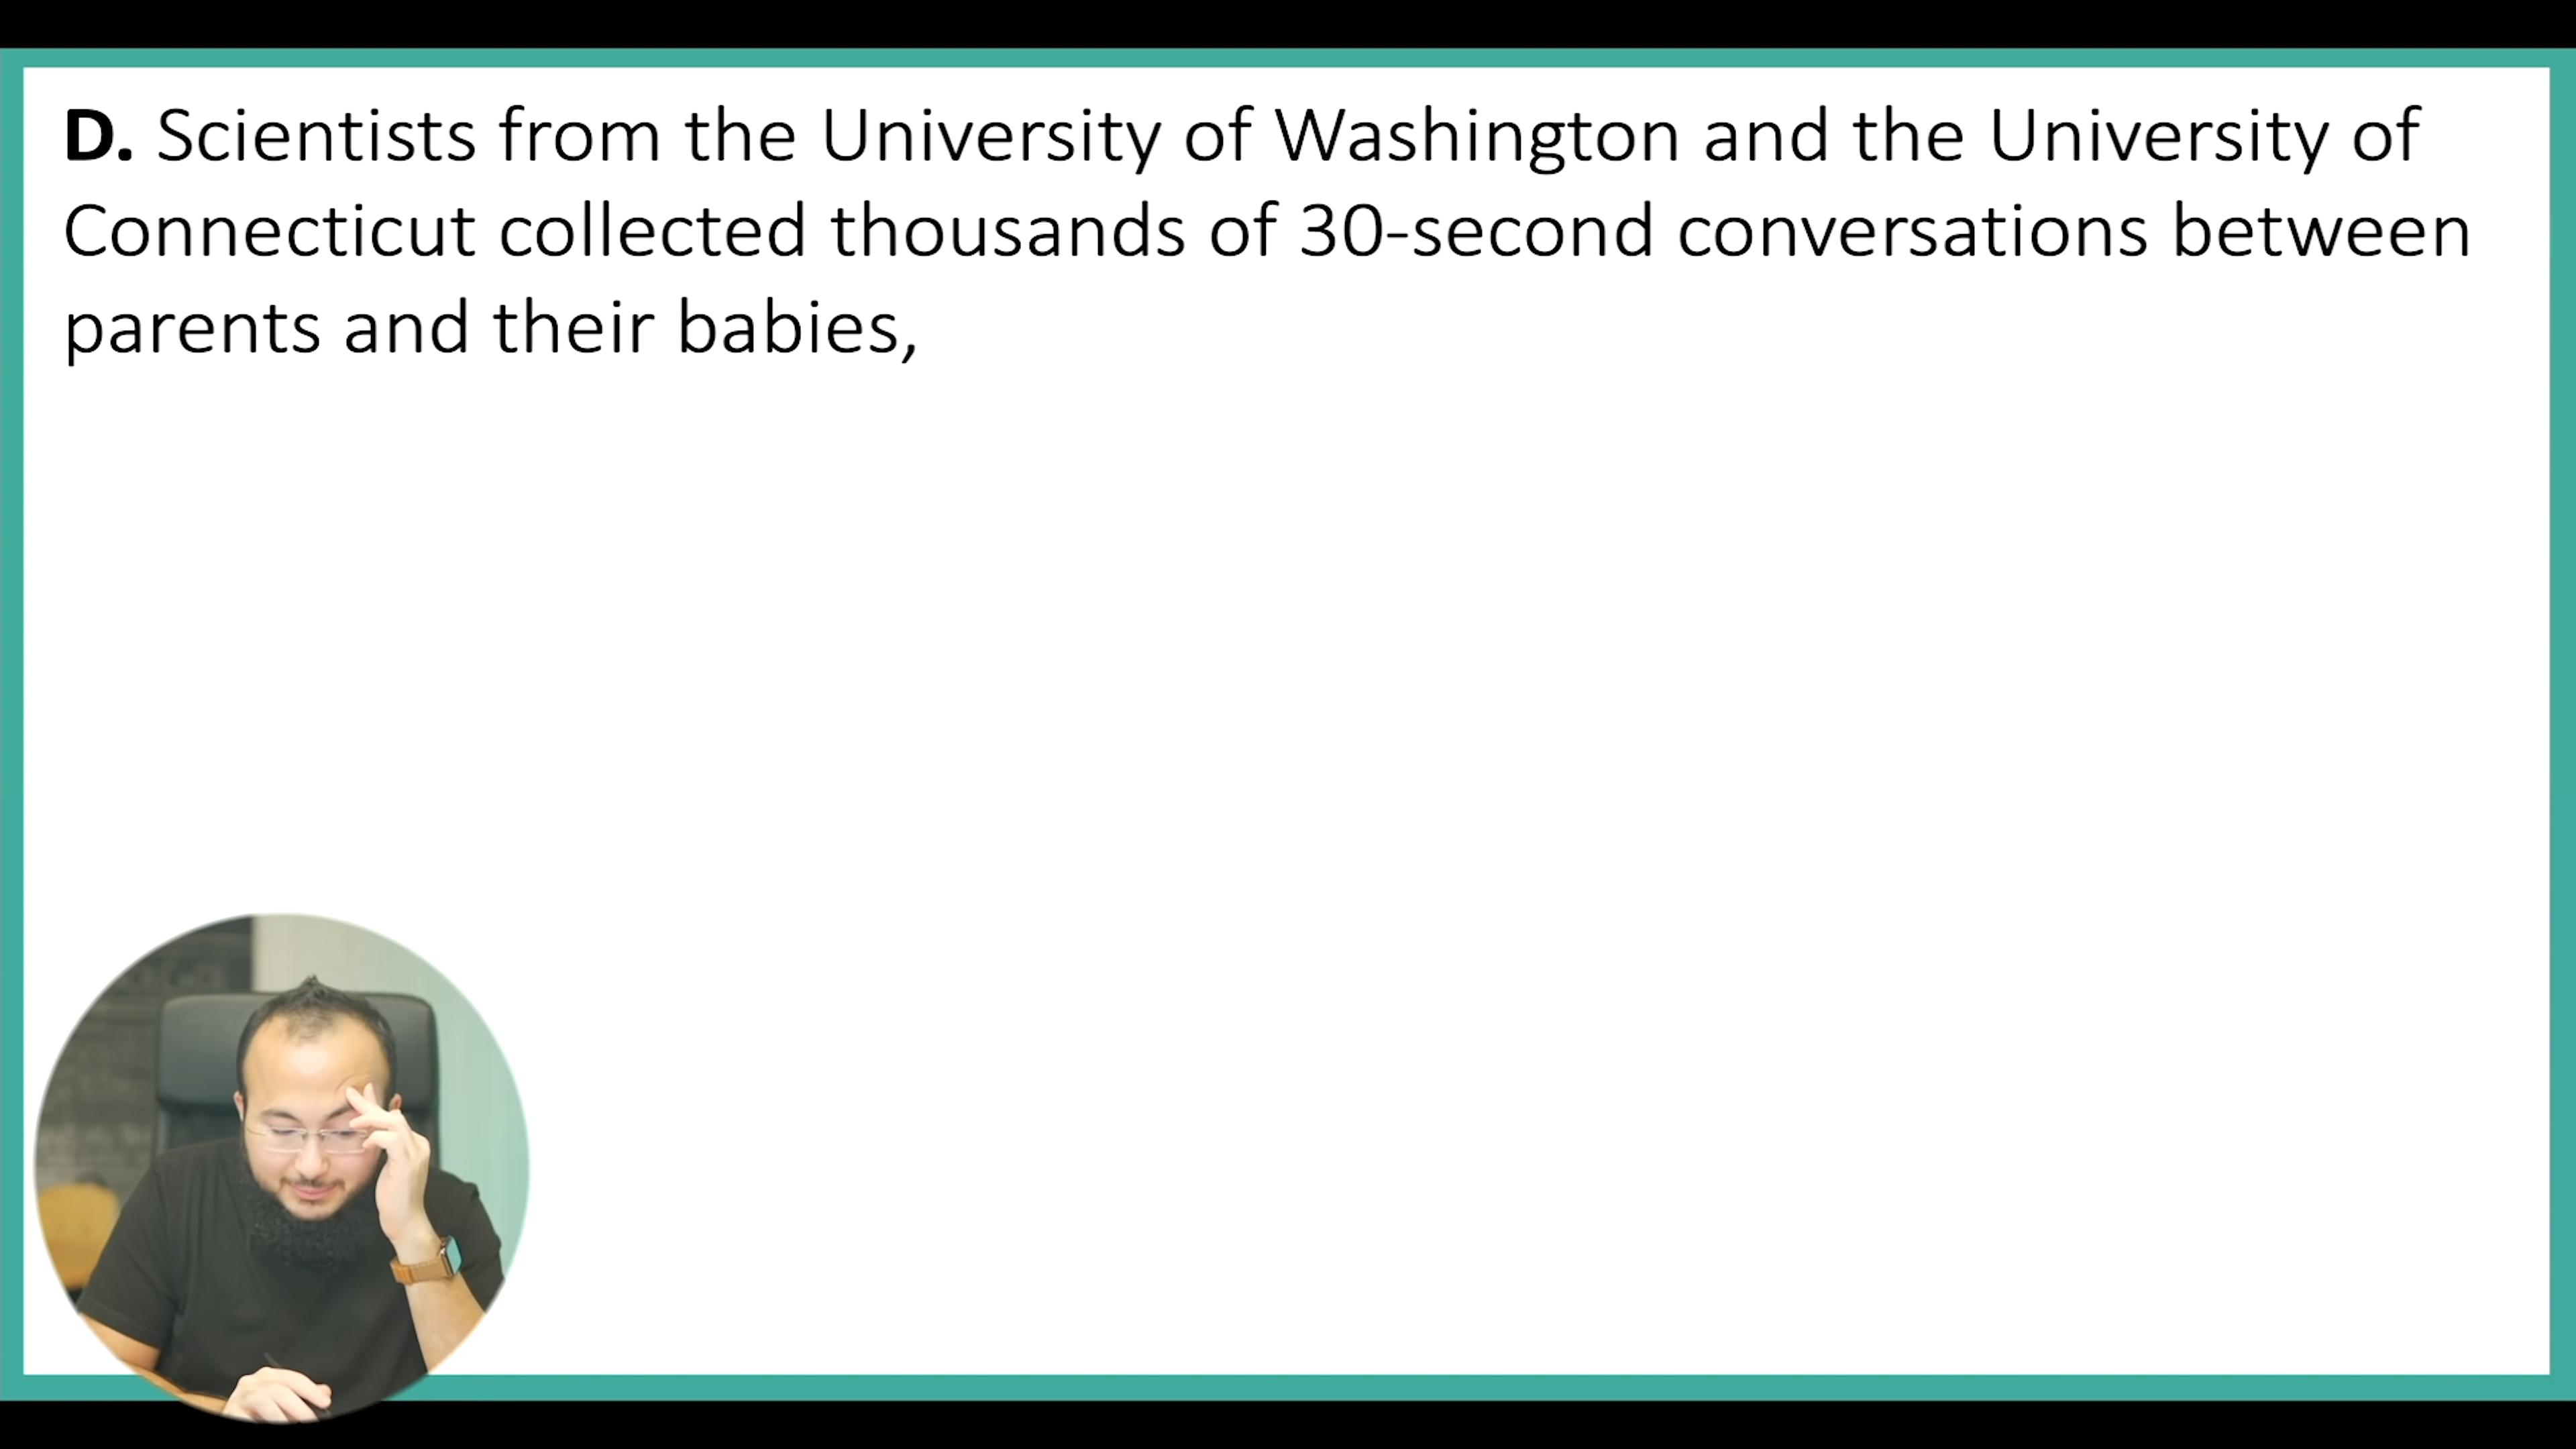 D. Scientists from the University of Washington and the University of
Connecticut collected thousands of 30-second conversations between
parents and their babies,